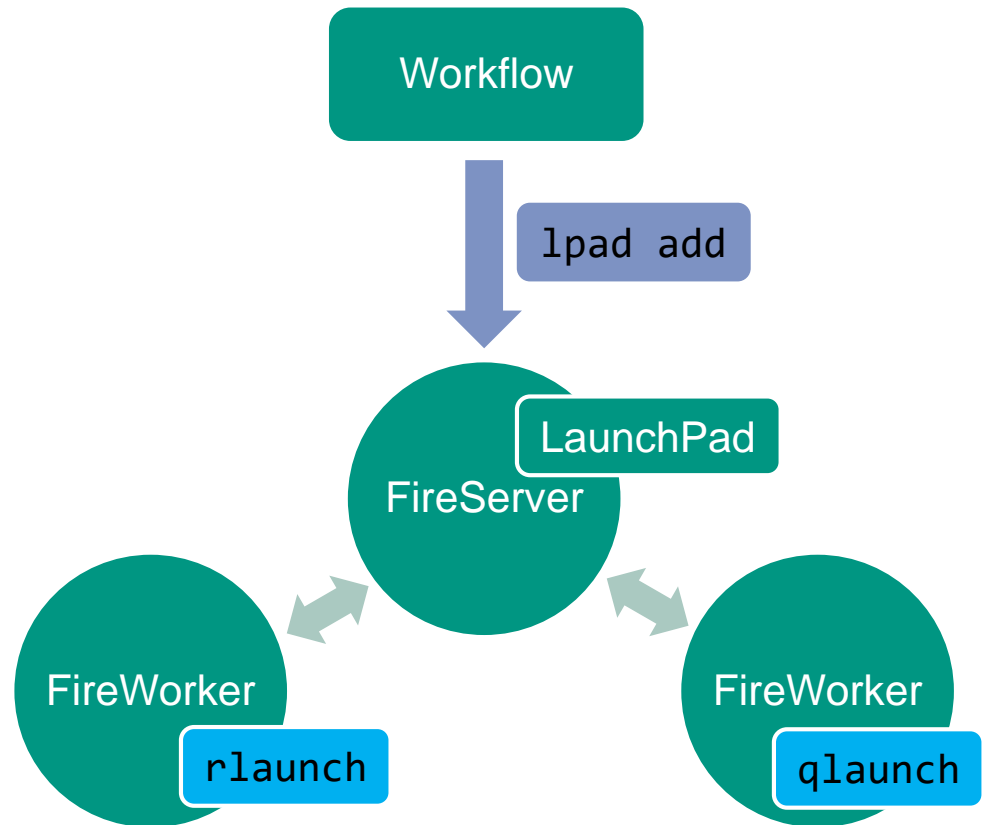 Workflow
lpad add
LaunchPad
FireServer
FireWorker
rlaunch
FireWorker
qlaunch